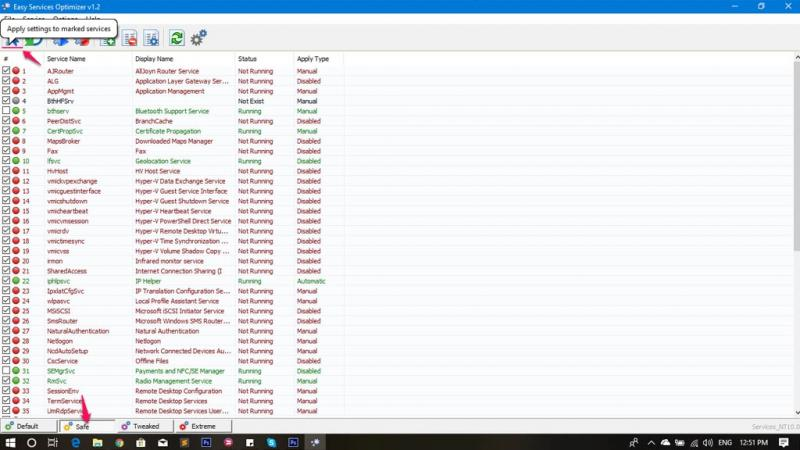 Easy Services Optimizer v1.2
File Service Options Help
Apply settings to marked services
# Service Name Display Name Status Apply Type
1 AJRouter AllJoyn Router Service Not Running Manual
2 ALG Application Layer Gateway Ser... Not Running Disabled
3 AppMgmt Application Management Not Running Manual
4 BthHFSrv Not Exist Manual
5 bthserv Bluetooth Support Service Running Manual
6 PeerDistSvc BranchCache Not Running Disabled
7 CertPropSvc Certificate Propagation Running Manual
8 MapsBroker Downloaded Maps Manager Not Running Manual
9 Fax Fax Not Running Manual
10 lfsvc Geolocation Service Running Disabled
11 HvHost HV Host Service Not Running Disabled
12 vmickvpexchange Hyper-V Data Exchange Service Not Running Disabled
13 vmicguestinterface Hyper-V Guest Service Interface Not Running Disabled
14 vmicshutdown Hyper-V Guest Shutdown Service Not Running Disabled
15 vmicheartbeat Hyper-V Heartbeat Service Not Running Disabled
16 vmicvmsession Hyper-V PowerShell Direct Service Not Running Disabled
17 vmicrdv Hyper-V Remote Desktop Virtu... Not Running Disabled
18 vmictimesync Hyper-V Time Synchronization ... Not Running Disabled
19 vmicvss Hyper-V Volume Shadow Copy ... Not Running Disabled
20 irmon Infrared monitor service Not Running Disabled
21 SharedAccess Internet Connection Sharing (I Not Running Disabled
22 iphlpsvc IP Helper Running Automatic
23 IpxlatCfgSvc IP Translation Configuration Se... Not Running Manual
24 wlpasvc Local Profile Assistant Service Not Running Manual
25 MSiSCSI Microsoft iSCSI Initiator Service Not Running Disabled
26 SmsRouter Microsoft Windows SMS Router... Not Running Disabled
27 NaturalAuthentication Natural Authentication Not Running Manual
28 Netlogon Netlogon Not Running Manual
29 NcdAutoSetup Network Connected Devices Au... Not Running Manual
30 CscService Offline Files Not Running Disabled
31 SEMgrSvc Payments and NFC/SE Manager Running Disabled
32 RmSvc Radio Management Service Running Manual
33 SessionEnv Remote Desktop Configuration Not Running Manual
34 TermService Remote Desktop Services Not Running Manual
35 UmRdpService Remote Desktop Services User... Not Running Manual
Default Safe Tweaked Extreme Services_NT10.0
ENG 12:51 PM